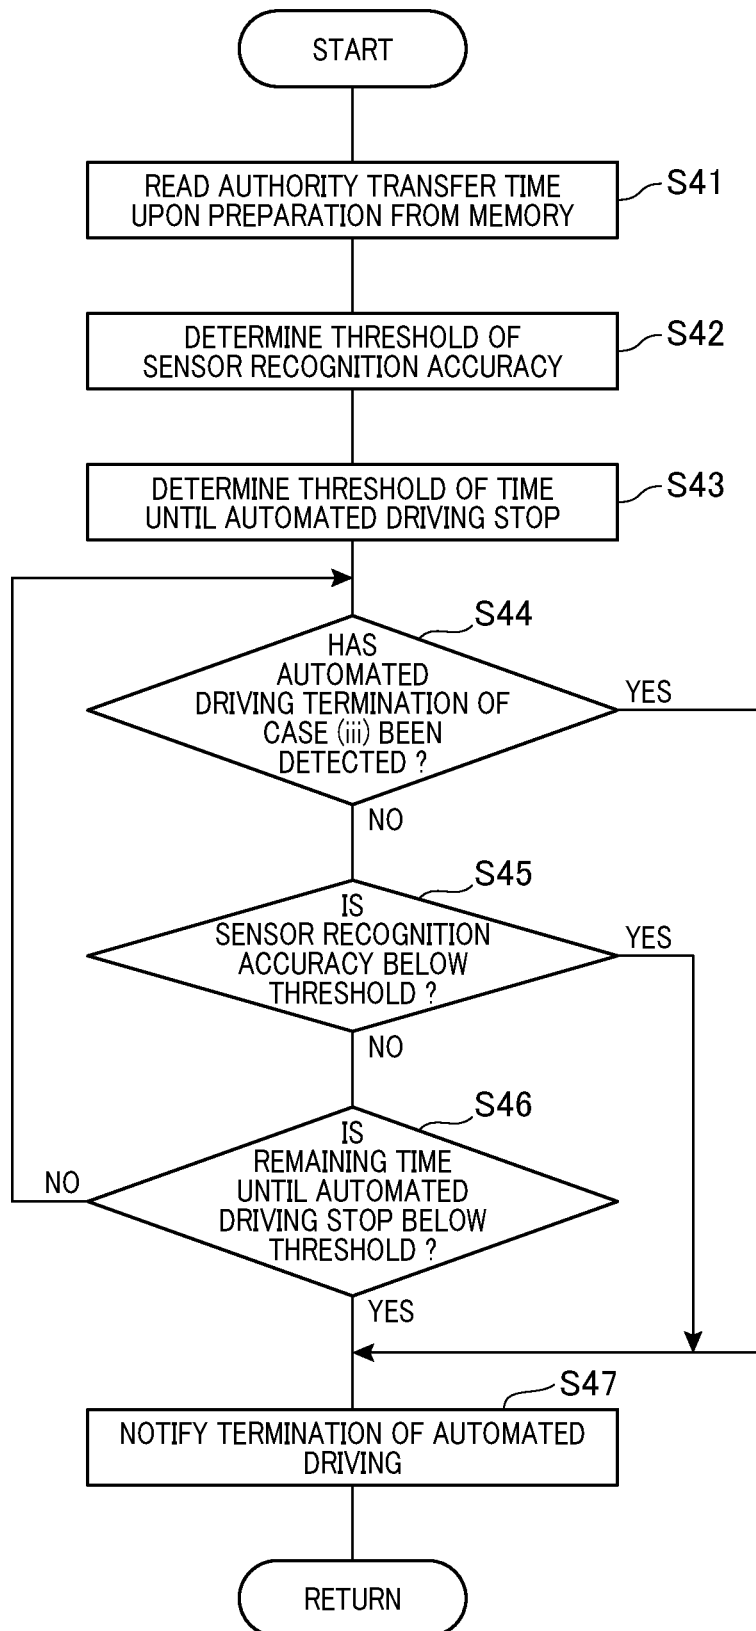 START
READ AUTHORITY TRANSFER TIME
UPON PREPARATION FROM MEMORY
S41
DETERMINE THRESHOLD OF
SENSOR RECOGNITION ACCURACY
S42
DETERMINE THRESHOLD OF TIME
UNTIL AUTOMATED DRIVING STOP
S43
S44
HAS
AUTOMATED
DRIVING TERMINATION OF
CASE (iii) BEEN
DETECTED ?
YES
NO
S45
IS
SENSOR RECOGNITION
ACCURACY BELOW
THRESHOLD ?
YES
NO
S46
IS
REMAINING TIME
UNTIL AUTOMATED
DRIVING STOP BELOW
THRESHOLD ?
NO
YES
S47
NOTIFY TERMINATION OF AUTOMATED
DRIVING
RETURN